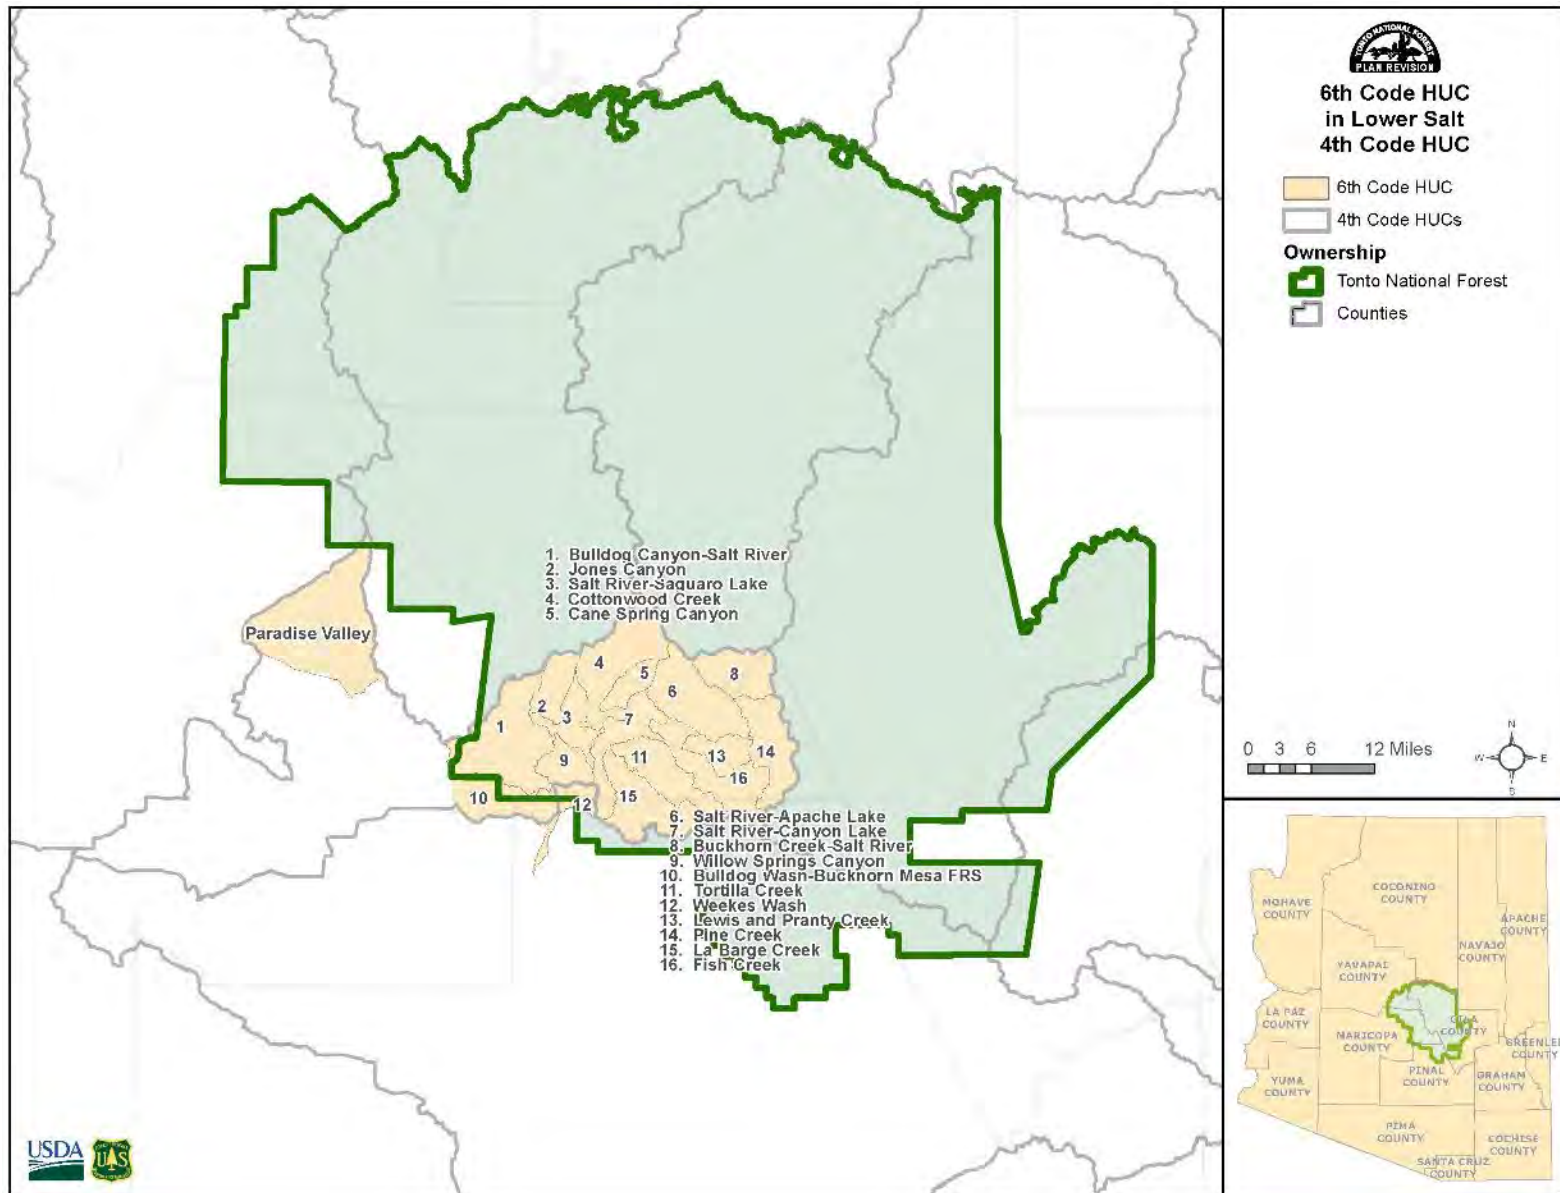 TONTO NATIONAL FOREST
PLAN REVISION
6th Code HUC
in Lower Salt
4th Code HUC
6th Code HUC
4th Code HUCs
Ownership
Tonto National Forest
Counties
0 3 6 12 Miles
N
W
E
S
1. Bulldog Canyon-Salt River
2. Jones Canyon
3. Salt River-Saguaro Lake
4. Cottonwood Creek
5. Cane Spring Canyon
Paradise Valley
4
5
8
6
2
3
7
1
9
11
13
14
16
10
12
15
6. Salt River-Apache Lake
7. Salt River-Canyon Lake
8. Buckhorn Creek-Salt River
9. Willow Springs Canyon
10. Bulldog Wash-Buckhorn Mesa FRS
11. Tortilla Creek
12. Weekes Wash
13. Lewis and Pranty Creek
14. Pine Creek
15. La Barge Creek
16. Fish Creek
COCONINO
COUNTY
MOHAVE
COUNTY
APACHE
COUNTY
NAVAJO
COUNTY
YAVAPAI
COUNTY
LA PAZ
COUNTY
GILA
COUNTY
MARICOPA
COUNTY
GREENLEE
COUNTY
PINAL
COUNTY
GRAHAM
COUNTY
YUMA
COUNTY
PIMA
COUNTY
COCHISE
COUNTY
SANTA CRUZ
COUNTY
USDA
U S